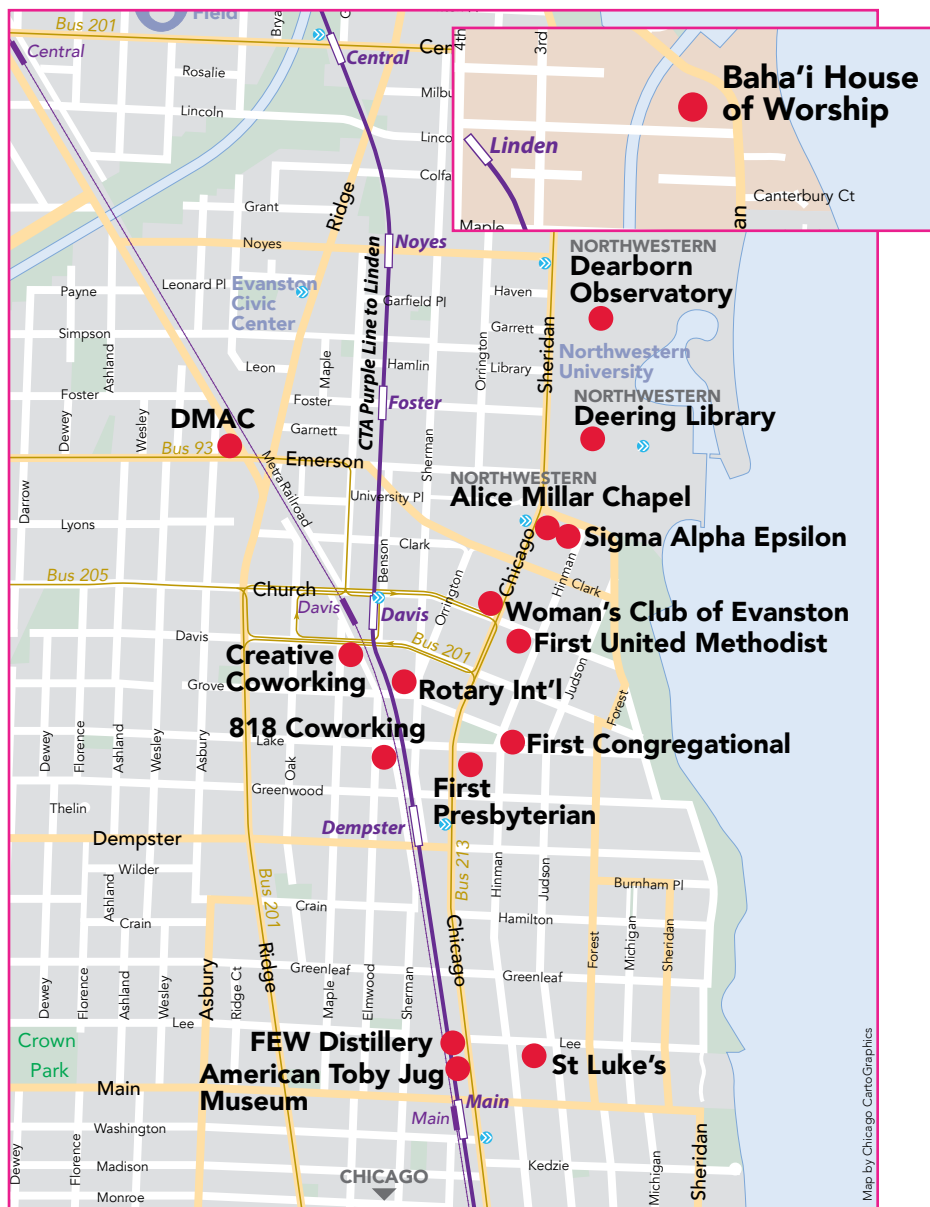 Field
Bus 201
Central
Brya
G
Central
Cen
Rosalie
Milbu
Lincoln
Linco
Colfa
4th
3rd
Baha'i House
of Worship
Linden
Canterbury Ct
Maple
an
Grant
Ridge
Noyes
Noyes
NORTHWESTERN
Dearborn
Observatory
Payne
Leonard Pl
Evanston
Civic
Center
CTA Purple Line to Linden
Garfield Pl
Haven
Simpson
Ashland
Garrett
Orrington
Sheridan
Northwestern
University
Leon
Maple
Hamlin
Library
Foster
Foster
Foster
NORTHWESTERN
Deering Library
Dewey
Wesley
DMAC
Garnett
Sherman
Bus 93
Emerson
Metra Railroad
NORTHWESTERN
Alice Millar Chapel
Darrow
University Pl
Lyons
Clark
Chicago
Sigma Alpha Epsilon
Benson
Hinman
Clark
Bus 205
Church
Orrington
Davis
Davis
Woman's Club of Evanston
Davis
Bus 201
First United Methodist
Creative
Coworking
Grove
Rotary Int'l
Judson
Forest
818 Coworking
Dewey
Florence
Ashland
Wesley
Asbury
Lake
Oak
First Congregational
Greenwood
First
Presbyterian
Thelin
Dempster
Dempster
Wilder
Bus 213
Hinman
Judson
Burnham Pl
Ashland
Bus 201
Crain
Crain
Chicago
Hamilton
Forest
Michigan
Sheridan
Ridge
Greenleaf
Greenleaf
Dewey
Florence
Ashland
Wesley
Asbury
Ridge Ct
Maple
Elmwood
Sherman
Lee
Crown
Park
FEW Distillery
Lee
American Toby Jug
Museum
St Luke's
Main
Main
Main
Washington
Dewey
Florence
Madison
CHICAGO
Kedzie
Michigan
Sheridan
Monroe
Map by Chicago CartoGraphics